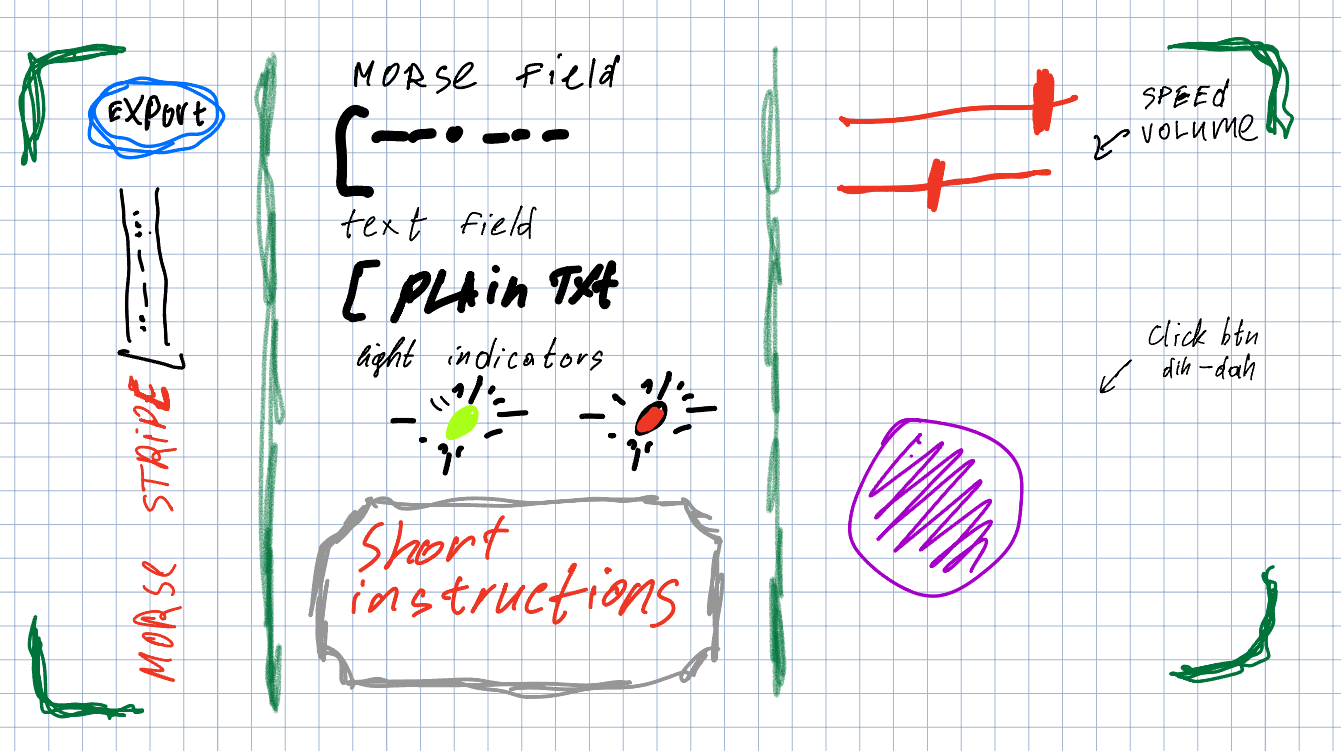 EXPORT
MORSE STRIPE
MORSE Field
text Field
[ PLAin TXt
light indicators
Short
instructions
SPEED
VOLUME
Click btn
dih-dah